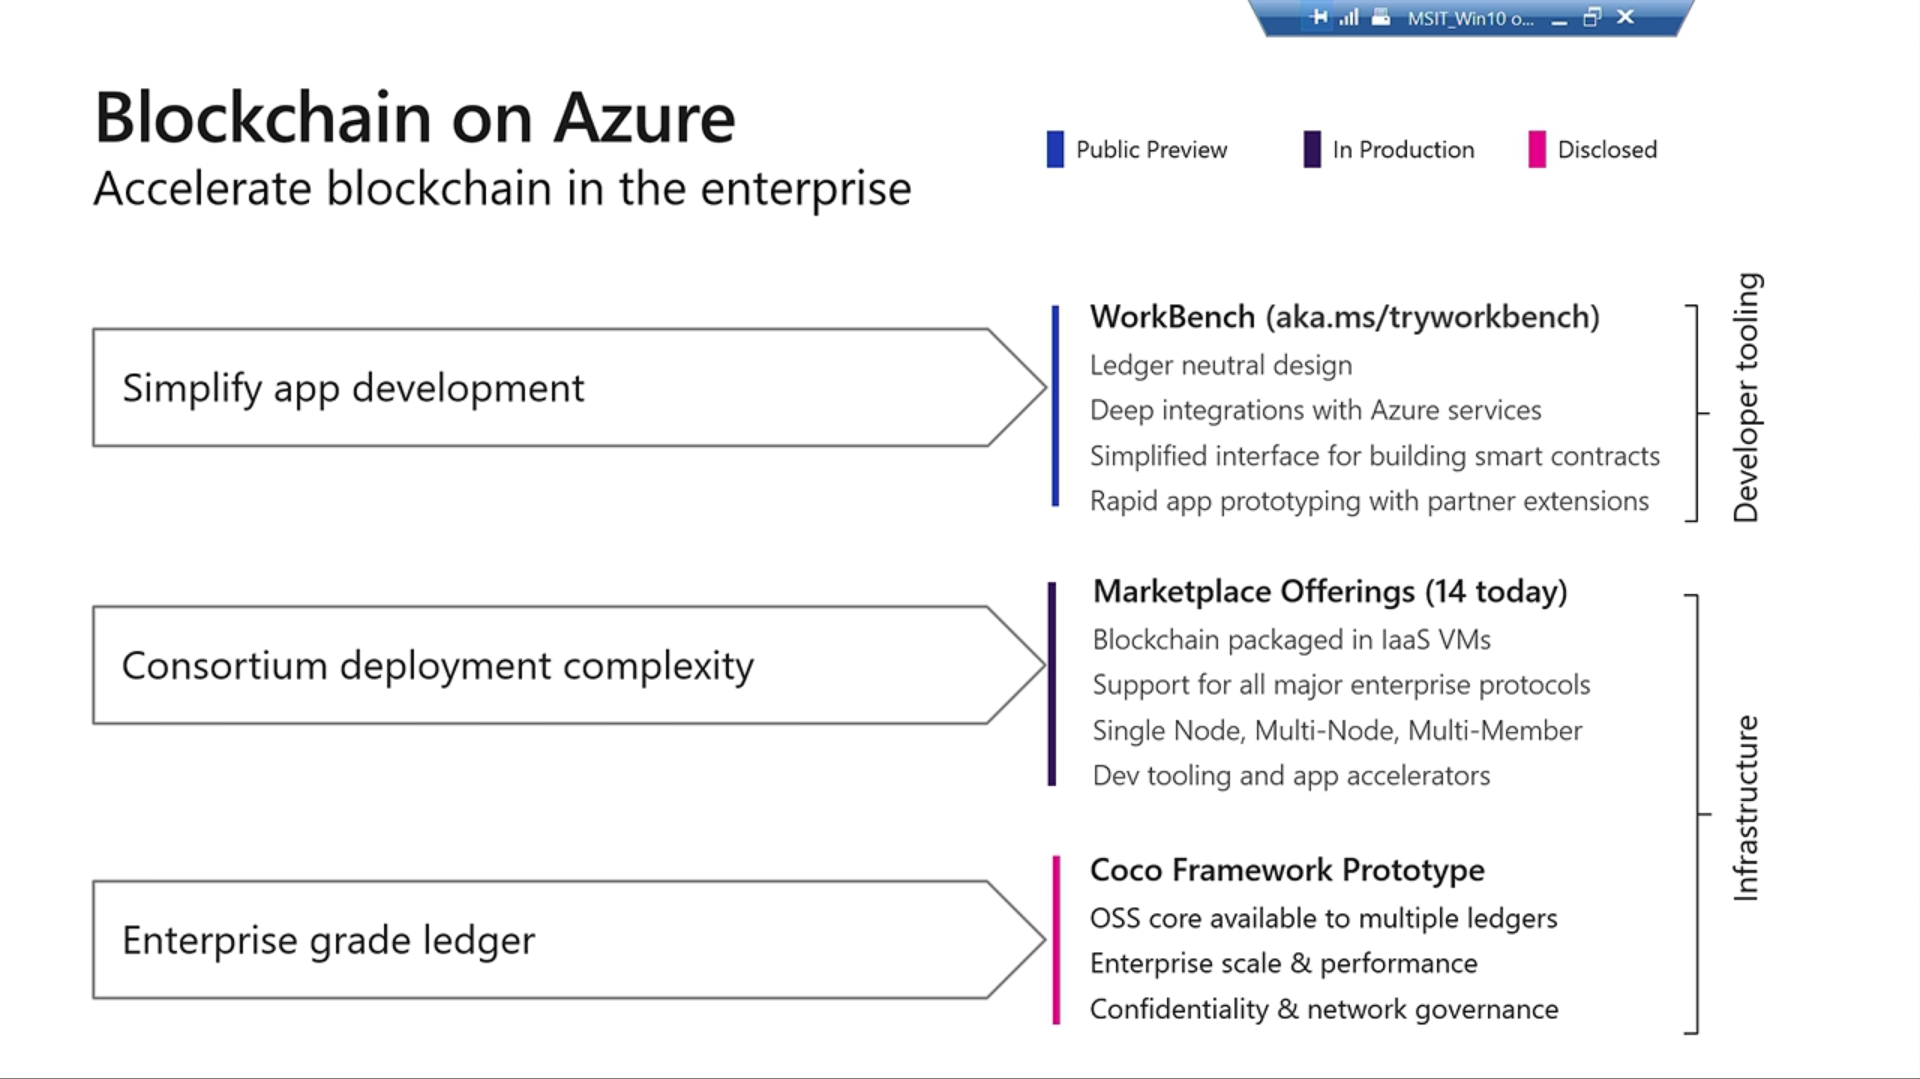 MSIT_Win10 o...
Blockchain on Azure
Accelerate blockchain in the enterprise
Public Preview
In Production
Disclosed
Simplify app development
WorkBench (aka.ms/tryworkbench)
Ledger neutral design
Deep integrations with Azure services
Simplified interface for building smart contracts
Rapid app prototyping with partner extensions
Developer tooling
Consortium deployment complexity
Marketplace Offerings (14 today)
Blockchain packaged in IaaS VMs
Support for all major enterprise protocols
Single Node, Multi-Node, Multi-Member
Dev tooling and app accelerators
Enterprise grade ledger
Coco Framework Prototype
OSS core available to multiple ledgers
Enterprise scale & performance
Confidentiality & network governance
Infrastructure